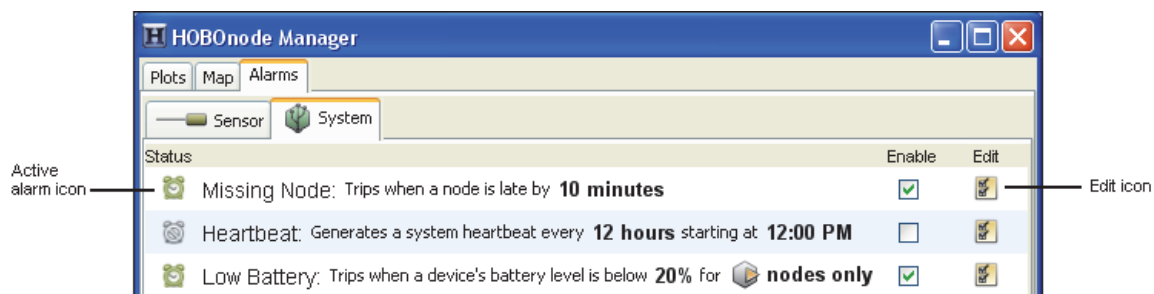 HOBOnode Manager
Plots Map Alarms
Sensor System
Status Enable Edit
Active
alarm icon
Missing Node: Trips when a node is late by 10 minutes
Edit icon
Heartbeat: Generates a system heartbeat every 12 hours starting at 12:00 PM
Low Battery: Trips when a device's battery level is below 20% for nodes only